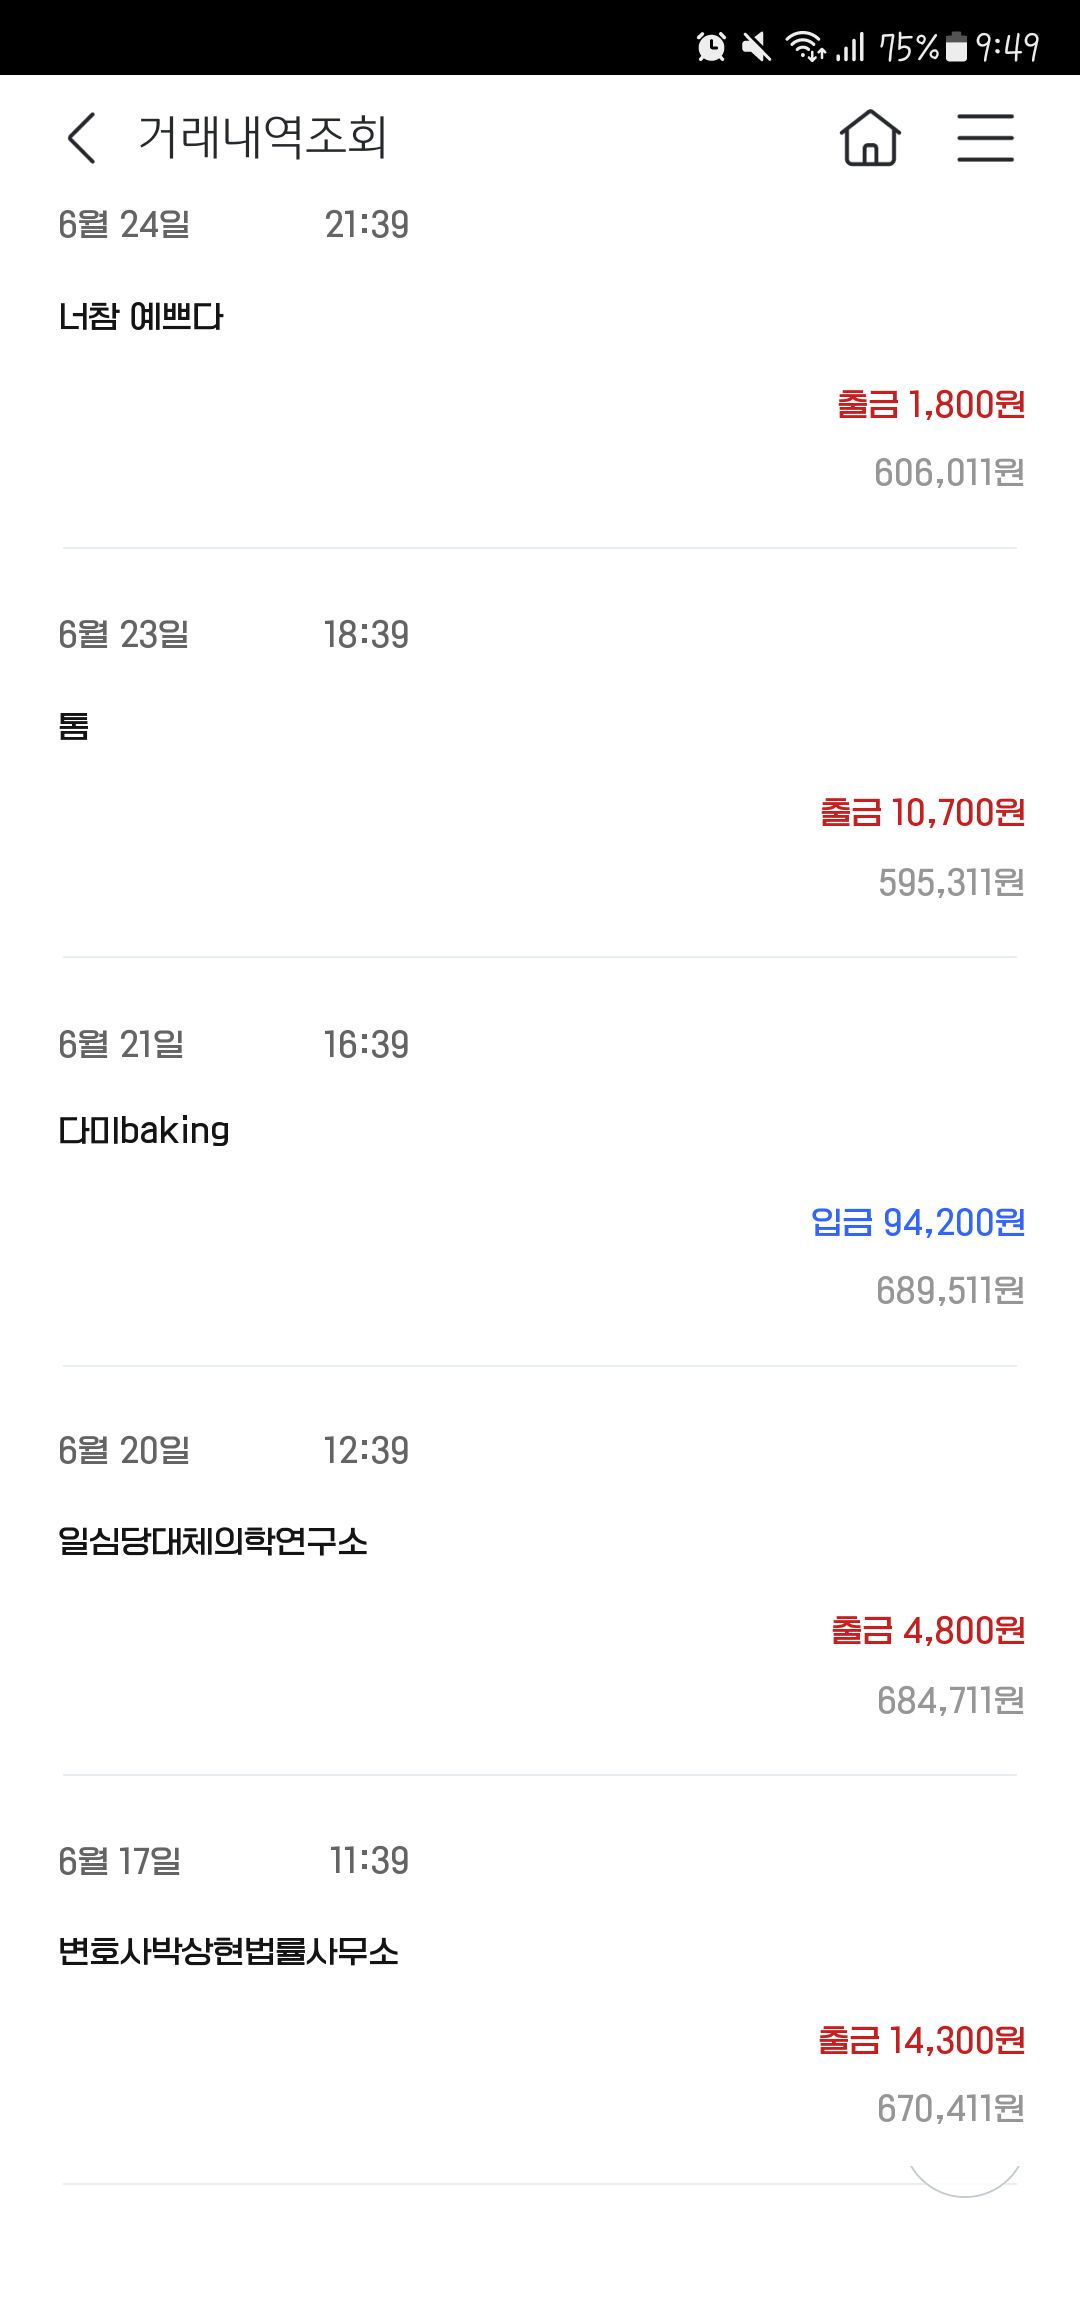 75% 9:49
거래내역조회
6월 24일 21:39
너참 예쁘다
출금 1,800원
606,011원
6월 23일 18:39
톰
출금 10,700원
595,311원
6월 21일 16:39
다미baking
입금 94,200원
689,511원
6월 20일 12:39
일심당대체의학연구소
출금 4,800원
684,711원
6월 17일 11:39
변호사박상현법률사무소
출금 14,300원
670,411원